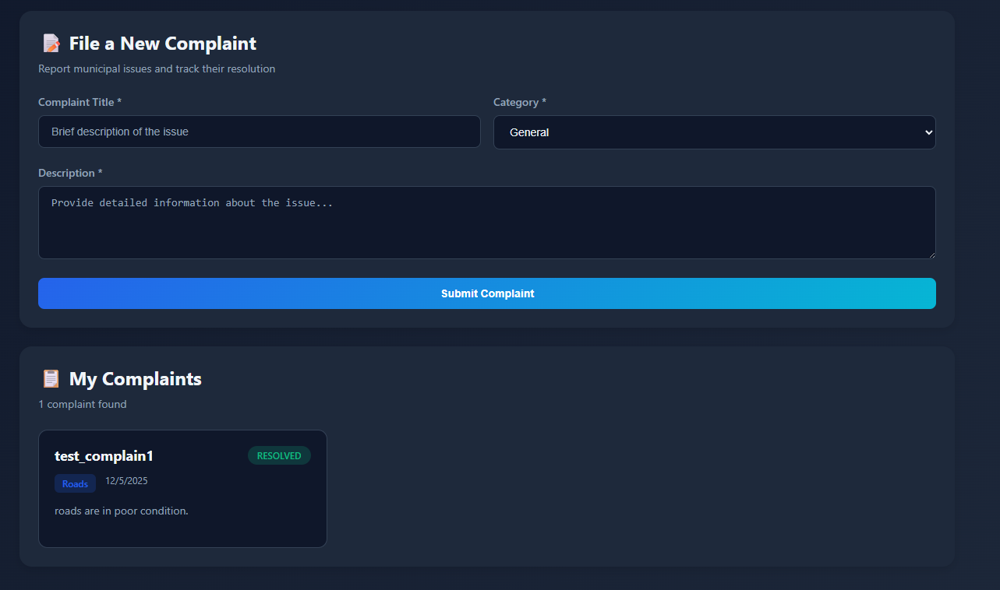 File a New Complaint
Report municipal issues and track their resolution
Complaint Title *
Category *
Brief description of the issue
General
Description *
Provide detailed information about the issue...
Submit Complaint
My Complaints
1 complaint found
test_complain1
RESOLVED
Roads
12/5/2025
roads are in poor condition.